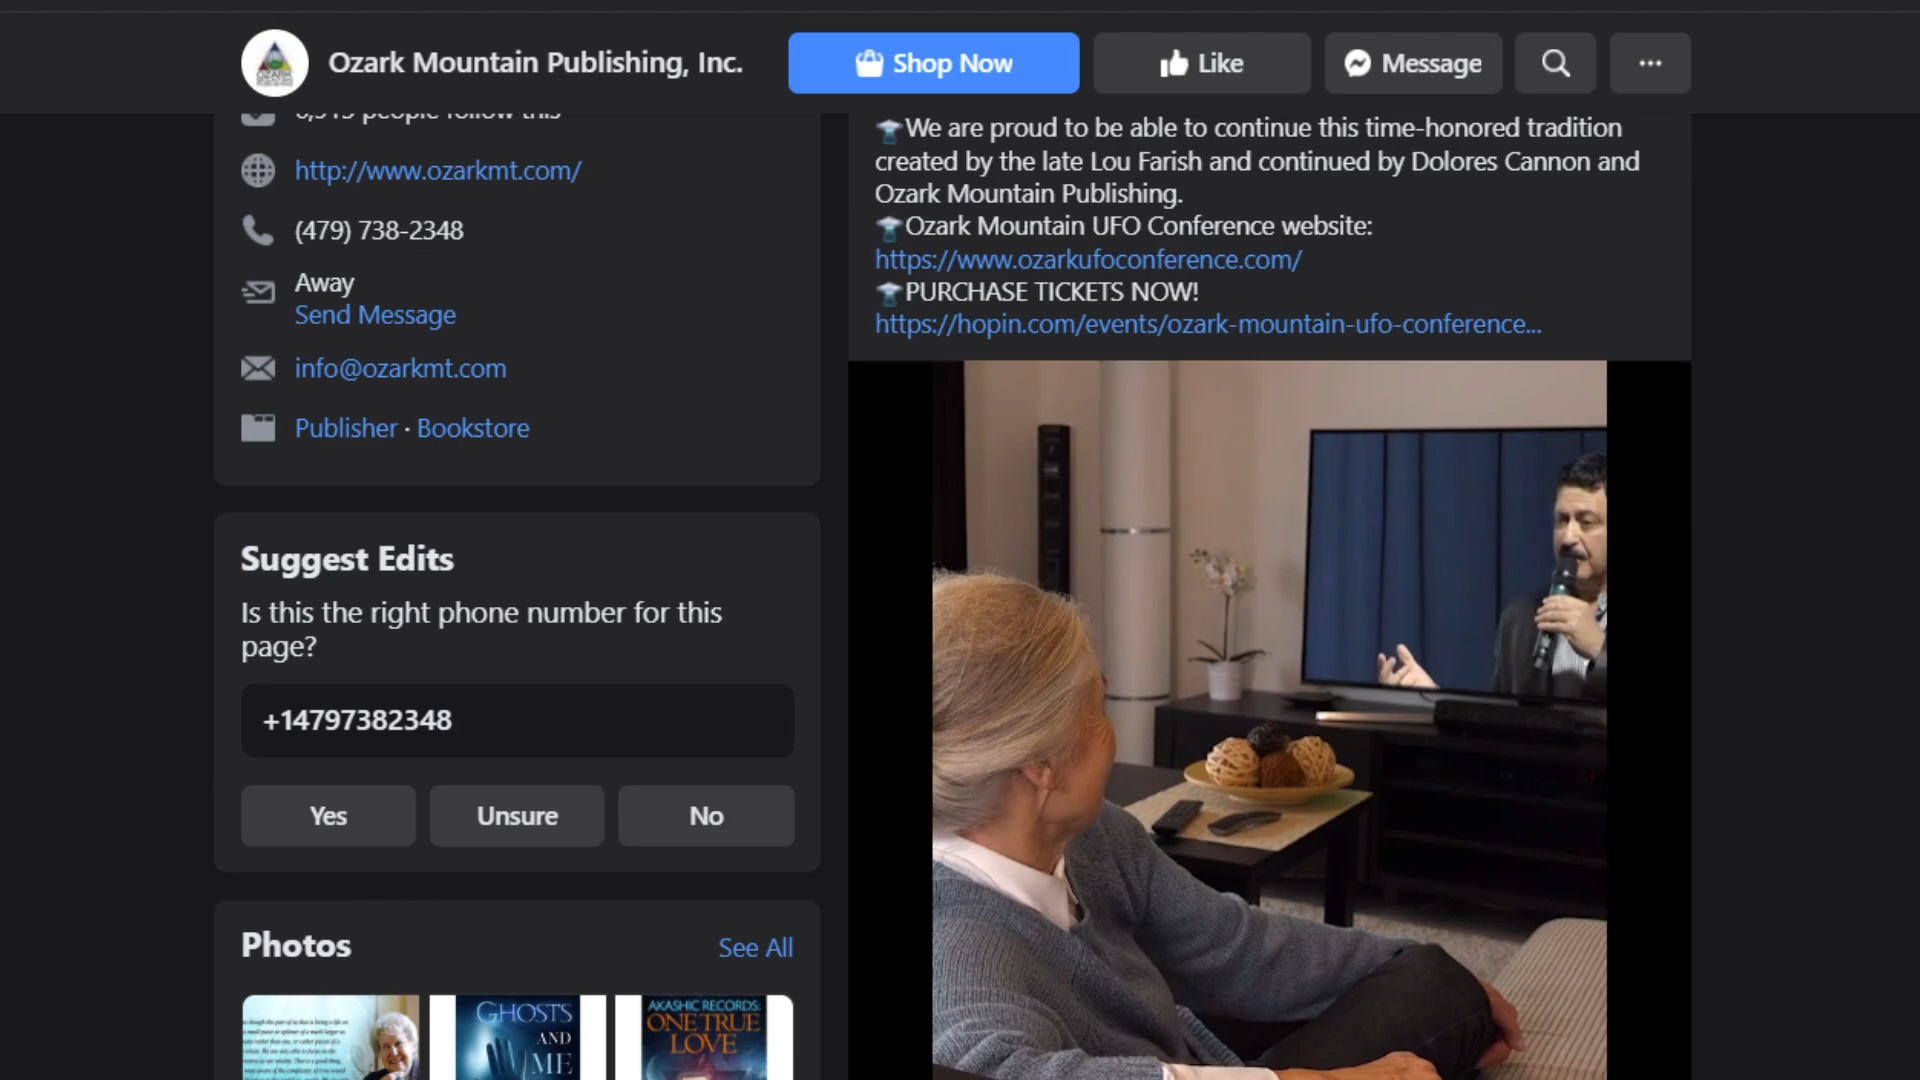 Ozark Mountain Publishing, Inc.
Shop Now
Like
Message
people follow this
http://www.ozarkmt.com/
(479) 738-2348
Away
Send Message
info@ozarkmt.com
Publisher · Bookstore
Suggest Edits
Is this the right phone number for this
page?
+14797382348
Yes
Unsure
No
Photos
See All
GHOSTS
AND
ME
AKASHIC RECORDS:
ONE TRUE
LOVE
We are proud to be able to continue this time-honored tradition
created by the late Lou Farish and continued by Dolores Cannon and
Ozark Mountain Publishing.
Ozark Mountain UFO Conference website:
https://www.ozarkufoconference.com/
PURCHASE TICKETS NOW!
https://hopin.com/events/ozark-mountain-ufo-conference...